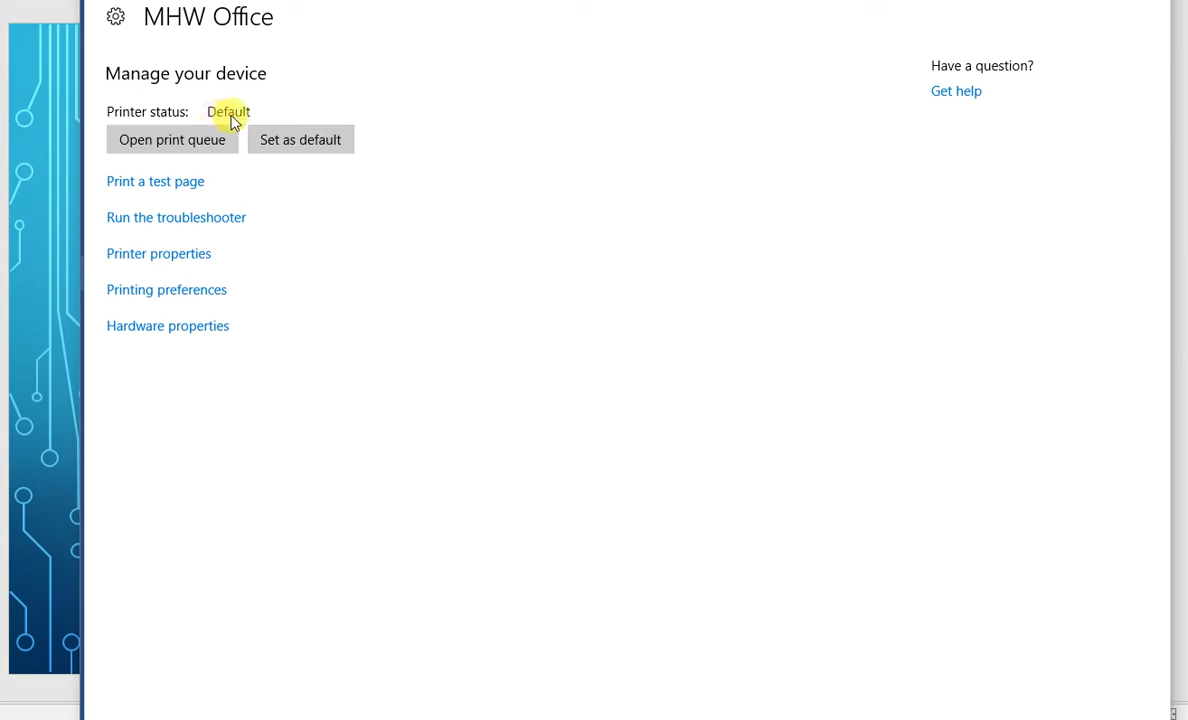 MHW Office
Manage your device
Have a question?
Get help
Printer status: Default
Open print queue Set as default
Print a test page
Run the troubleshooter
Printer properties
Printing preferences
Hardware properties